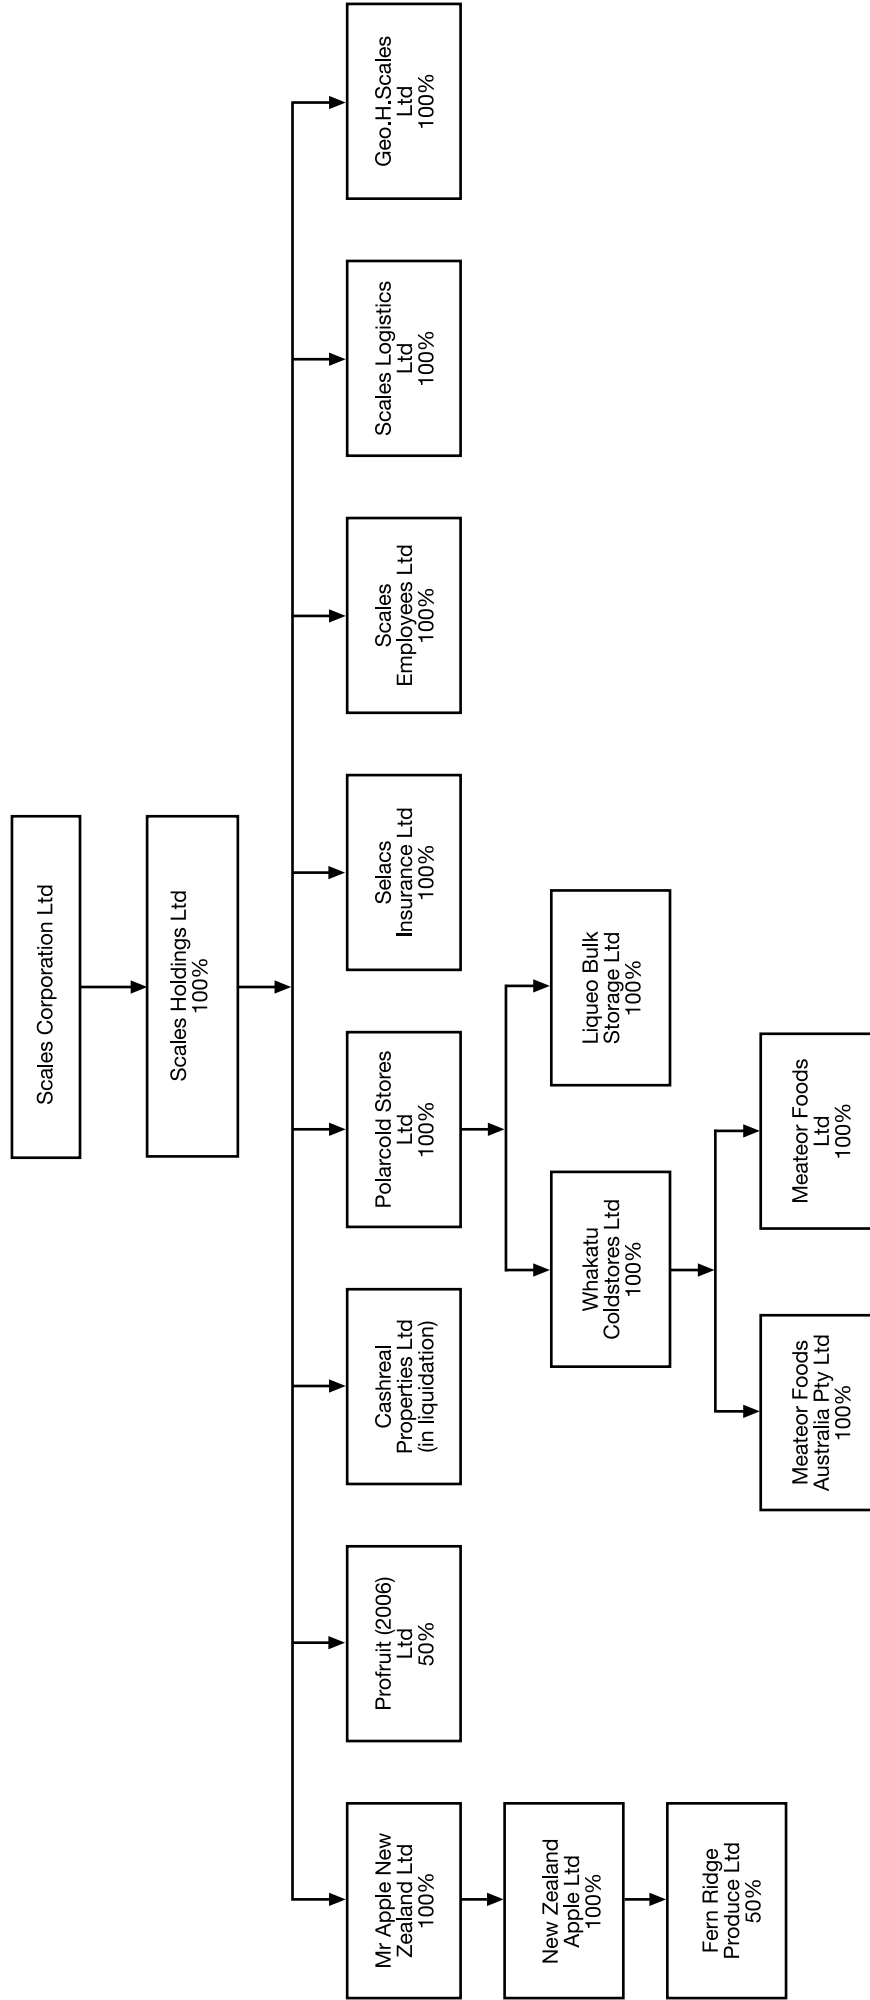 Scales Corporation Ltd
Scales Holdings Ltd
100%
Mr Apple New
Zealand Ltd
100%
Profruit (2006)
Ltd
50%
Cashreal
Properties Ltd
(in liquidation)
Polarcold Stores
Ltd
100%
Selacs
Insurance Ltd
100%
Scales
Employees Ltd
100%
Scales Logistics
Ltd
100%
Geo.H.Scales
Ltd
100%
New Zealand
Apple Ltd
100%
Whakatu
Coldstores Ltd
100%
Liqueo Bulk
Storage Ltd
100%
Fern Ridge
Produce Ltd
50%
Meateor Foods
Australia Pty Ltd
100%
Meateor Foods
Ltd
100%